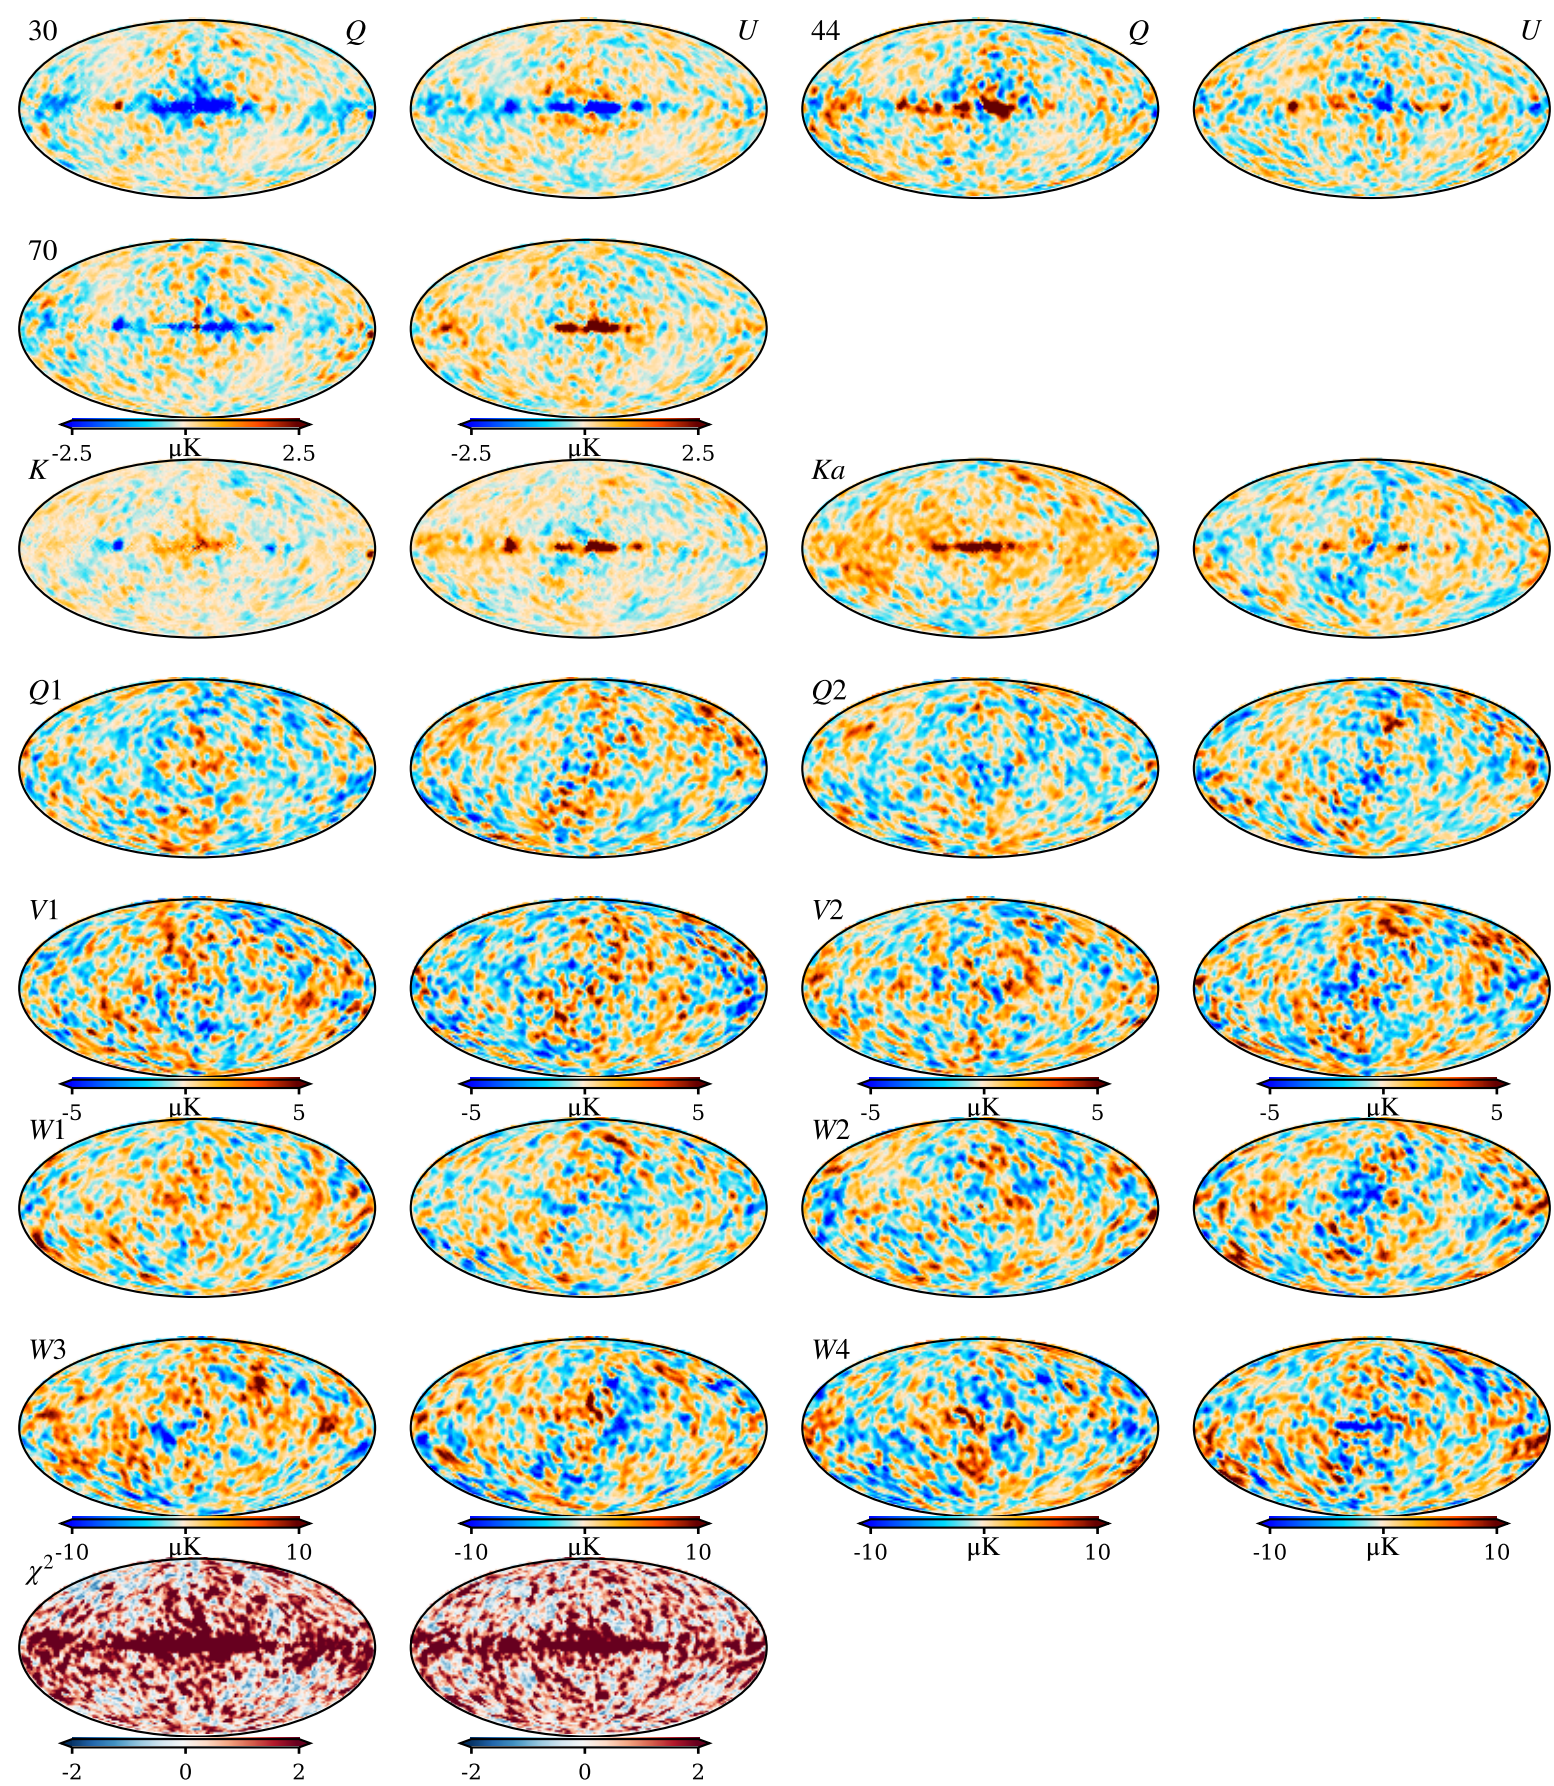 30 Q U 44 Q U
70
-2.5 µK 2.5 -2.5 µK 2.5
K Ka
Q1 Q2
V1 V2
-5 µK 5 -5 µK 5 -5 µK 5 -5 µK 5
W1 W2
W3 W4
-10 µK 10 -10 µK 10 -10 µK 10 -10 µK 10
χ²
-2 0 2 -2 0 2